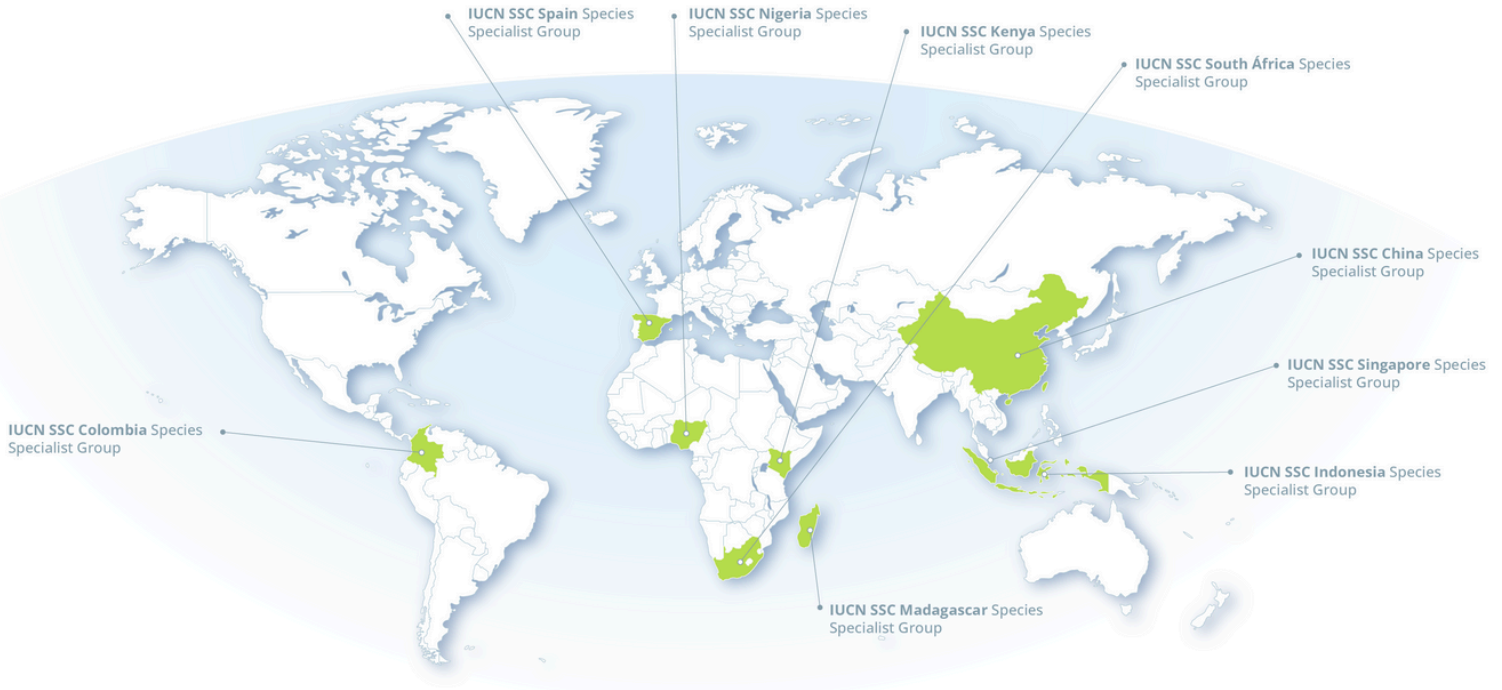 IUCN SSC Spain Species
Specialist Group
IUCN SSC Nigeria Species
Specialist Group
IUCN SSC Kenya Species
Specialist Group
IUCN SSC South África Species
Specialist Group
IUCN SSC China Species
Specialist Group
IUCN SSC Singapore Species
Specialist Group
IUCN SSC Colombia Species
Specialist Group
IUCN SSC Indonesia Species
Specialist Group
IUCN SSC Madagascar Species
Specialist Group